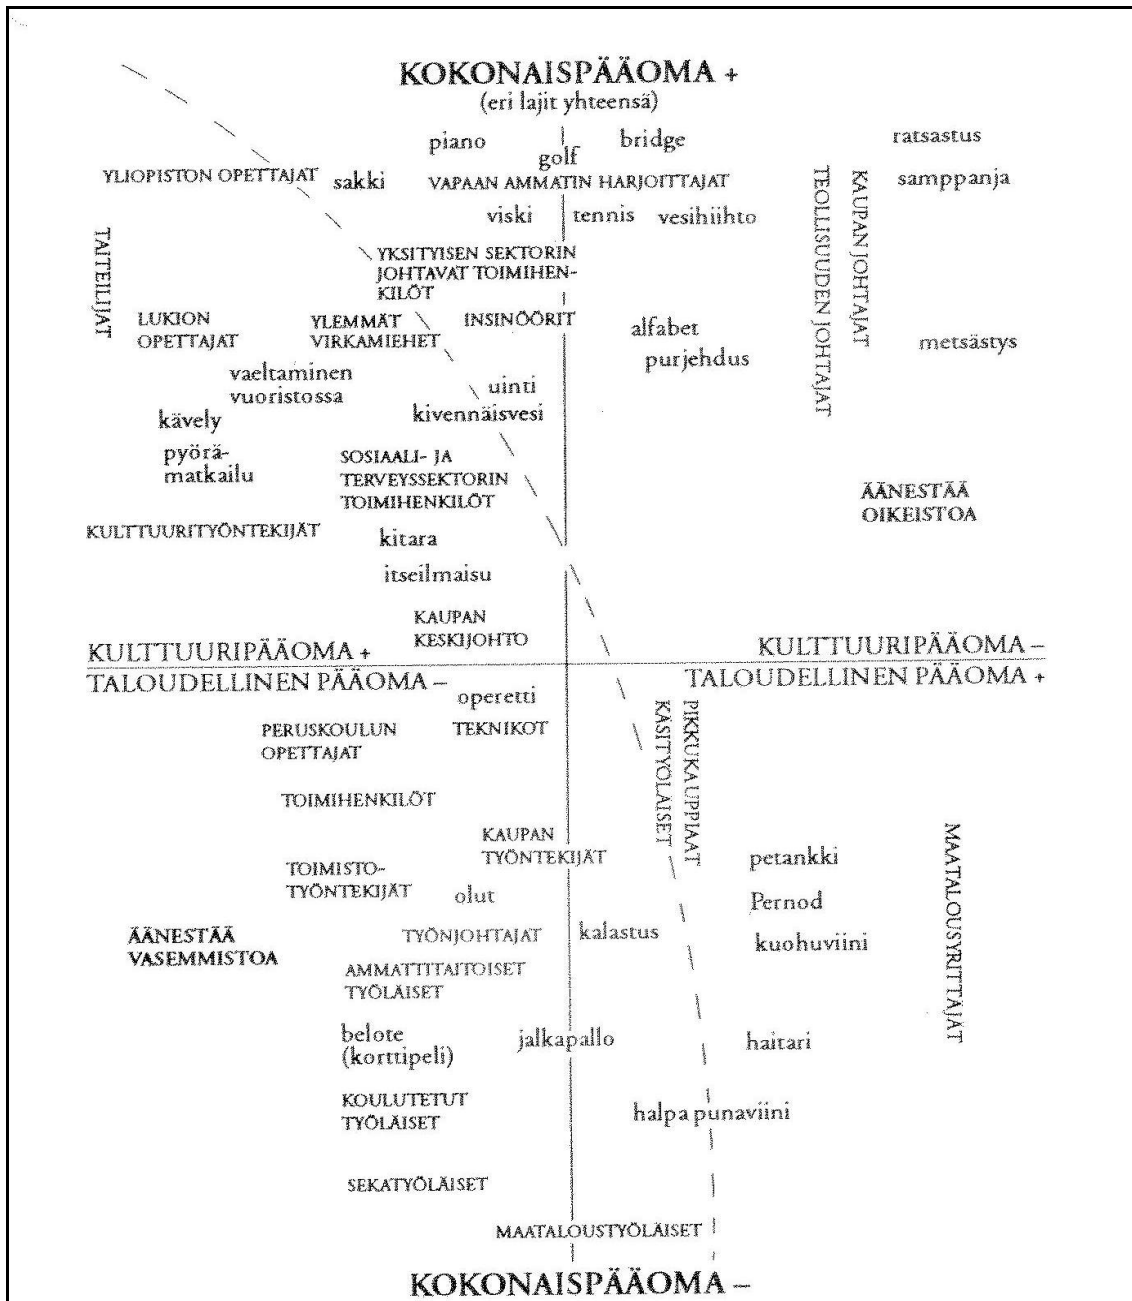 KOKONAISPÄÄOMA +
(eri lajit yhteensä)
piano
bridge
ratsastus
golf
YLIOPISTON OPETTAJAT
sakki
VAPAAN AMMATIN HARJOITTAJAT
samppanja
TEOLLISUUDEN JOHTAJAT
KAUPAN JOHTAJAT
viski
tennis
vesihiihto
TAITEILIJAT
YKSITYISEN SEKTORIN
JOHTAVAT TOIMIHEN-
KILÖT
LUKION
OPETTAJAT
YLEMMÄT
VIRKAMIEHET
INSINÖÖRIT
alfabet
purjehdus
metsästys
vaeltaminen
vuoristossa
uinti
kävely
kivennäisvesi
pyörä-
matkailu
SOSIAALI- JA
TERVEYSSEKTORIN
TOIMIHENKILÖT
ÄÄNESTÄÄ
OIKEISTOA
KULTTUURITYÖNTEKIJÄT
kitara
itseilmaisu
KAUPAN
KESKIJOHTO
KULTTUURIPÄÄOMA +
KULTTUURIPÄÄOMA –
TALOUDELLINEN PÄÄOMA –
TALOUDELLINEN PÄÄOMA +
operetti
PERUSKOULUN
OPETTAJAT
TEKNIKOT
KÄSITYÖLÄISET
PIKKUKAUPPIAAT
TOIMIHENKILÖT
KAUPAN
TYÖNTEKIJÄT
petankki
MAATALOUSYRITTÄJÄT
TOIMISTO-
TYÖNTEKIJÄT
olut
Pernod
ÄÄNESTÄÄ
VASEMMISTOA
TYÖNJOHTAJAT
kalastus
kuohuviini
AMMATTITAITOISET
TYÖLÄISET
belote
(korttipeli)
jalkapallo
haitari
KOULUTETUT
TYÖLÄISET
halpa punaviini
SEKATYÖLÄISET
MAATALOUSTYÖLÄISET
KOKONAISPÄÄOMA –